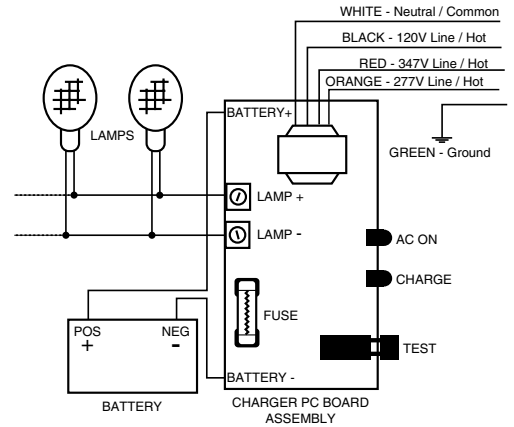 WHITE - Neutral / Common
BLACK - 120V Line / Hot
RED - 347V Line / Hot
ORANGE - 277V Line / Hot
GREEN - Ground
BATTERY+
LAMPS
LAMP +
LAMP -
AC ON
CHARGE
FUSE
POS
+
NEG
-
TEST
BATTERY -
BATTERY
CHARGER PC BOARD
ASSEMBLY